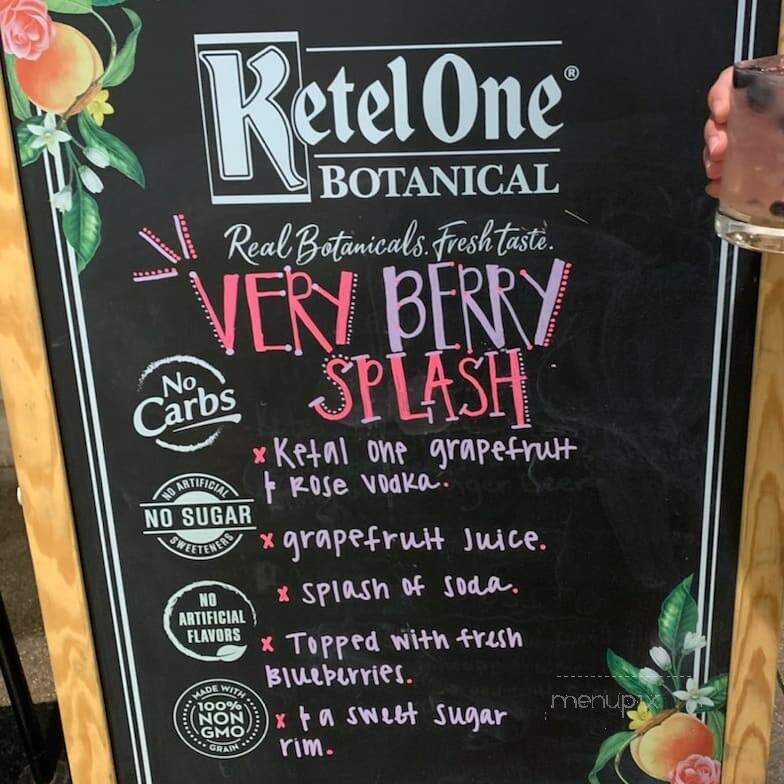 Ketel One®
BOTANICAL
Real Botanicals. Fresh taste.
VERY BERRY
SPLASH
No
Carbs
x Ketal One grapefruit
& Rose vodka.
NO ARTIFICIAL
NO SUGAR
SWEETENERS
x grapefruit Juice.
x splash of soda.
NO
ARTIFICIAL
FLAVORS
x Topped with fresh
Blueberries.
MADE WITH
100%
NON
GMO
GRAIN
x & a sweet sugar
rim.
menupix